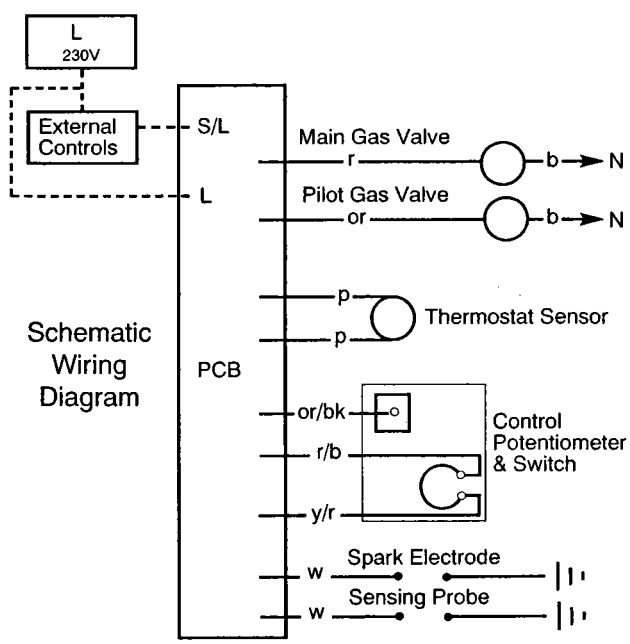 L
230V
External
Controls
S/L
L
Main Gas Valve
r
b
N
Pilot Gas Valve
or
b
N
p
Thermostat Sensor
p
Schematic
Wiring
Diagram
PCB
or/bk
Control
Potentiometer
& Switch
r/b
y/r
Spark Electrode
w
Sensing Probe
w